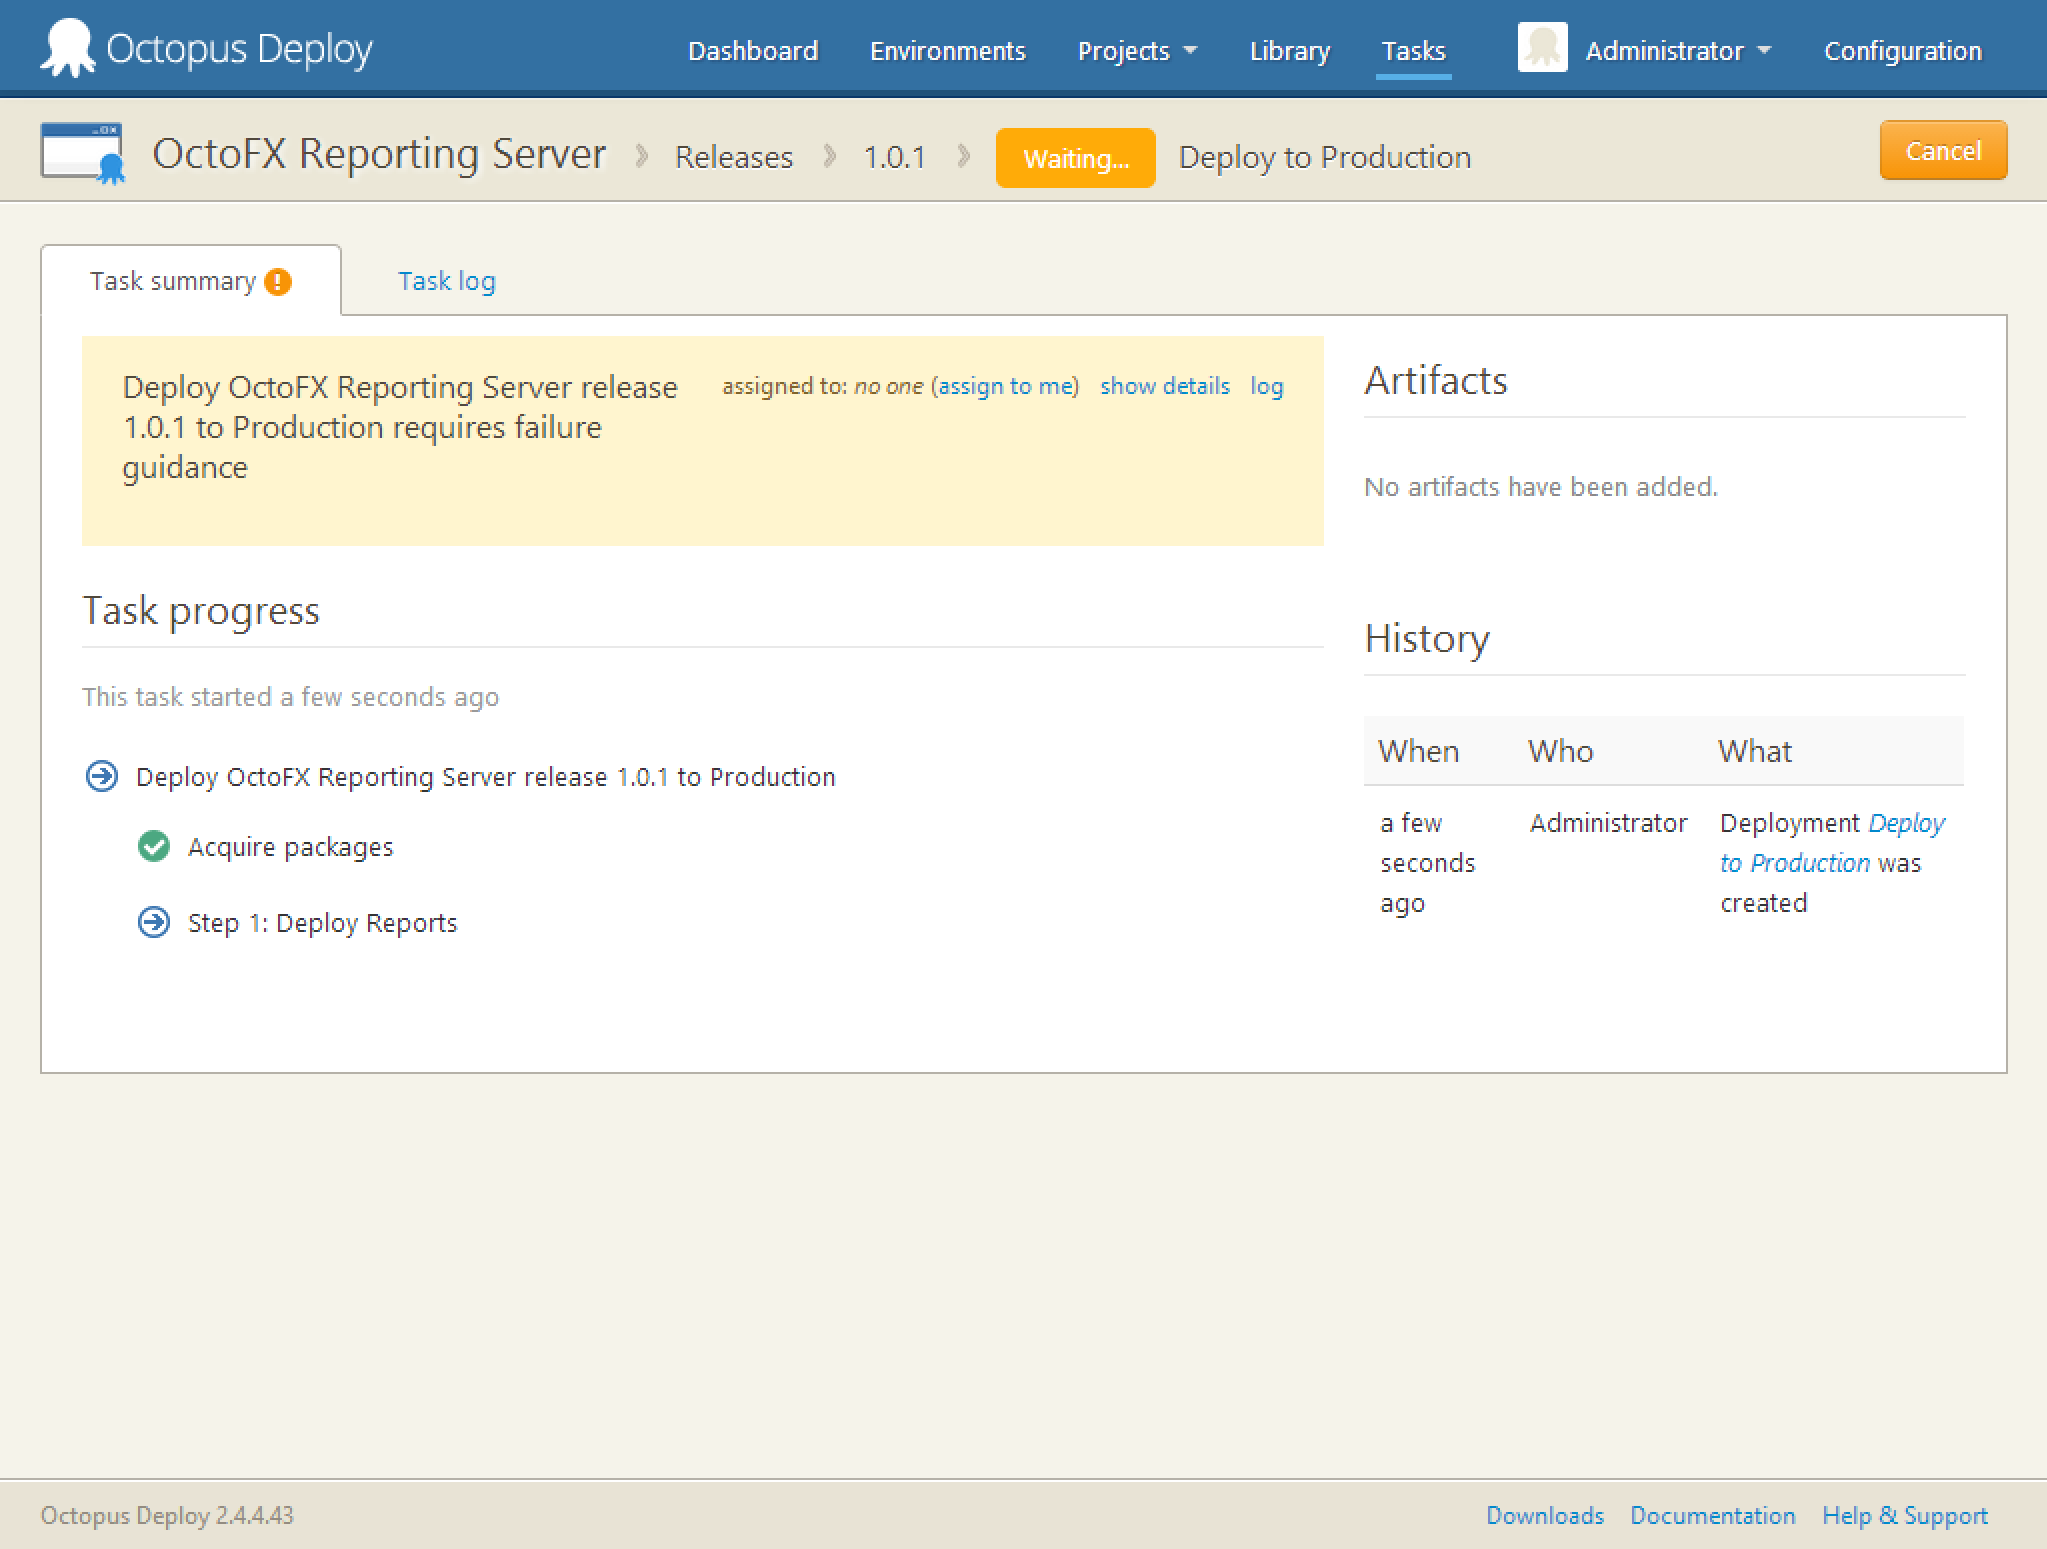 Octopus Deploy
Dashboard Environments Projects Library Tasks Administrator Configuration
OctoFX Reporting Server Releases 1.0.1 Waiting... Deploy to Production Cancel
Task summary ! Task log
Deploy OctoFX Reporting Server release
1.0.1 to Production requires failure
guidance
assigned to: no one (assign to me) show details log
Task progress
This task started a few seconds ago
Deploy OctoFX Reporting Server release 1.0.1 to Production
Acquire packages
Step 1: Deploy Reports
Artifacts
No artifacts have been added.
History
When Who What
a few
seconds
ago
Administrator
Deployment Deploy
to Production was
created
Octopus Deploy 2.4.4.43
Downloads Documentation Help & Support